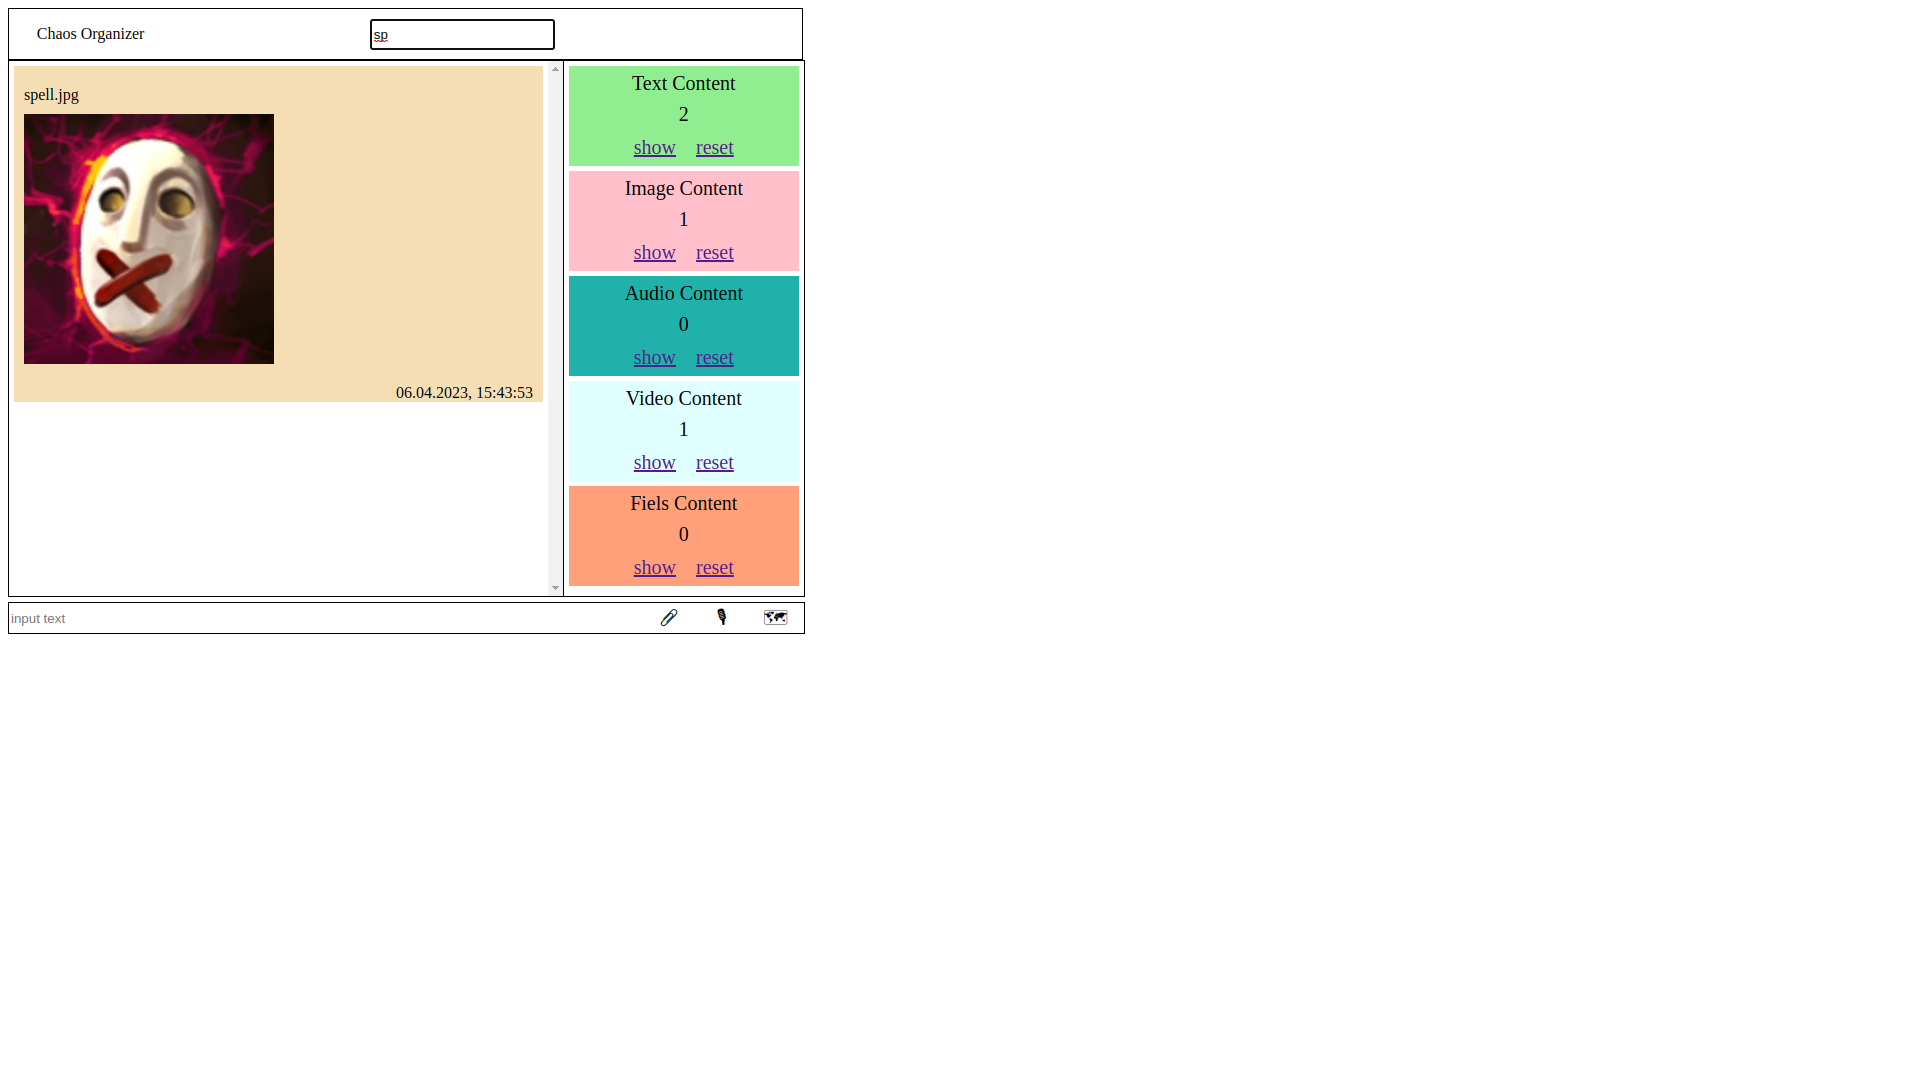 Chaos Organizer
sp
spell.jpg
06.04.2023, 15:43:53
Text Content
2
show reset
Image Content
1
show reset
Audio Content
0
show reset
Video Content
1
show reset
Fiels Content
0
show reset
input text